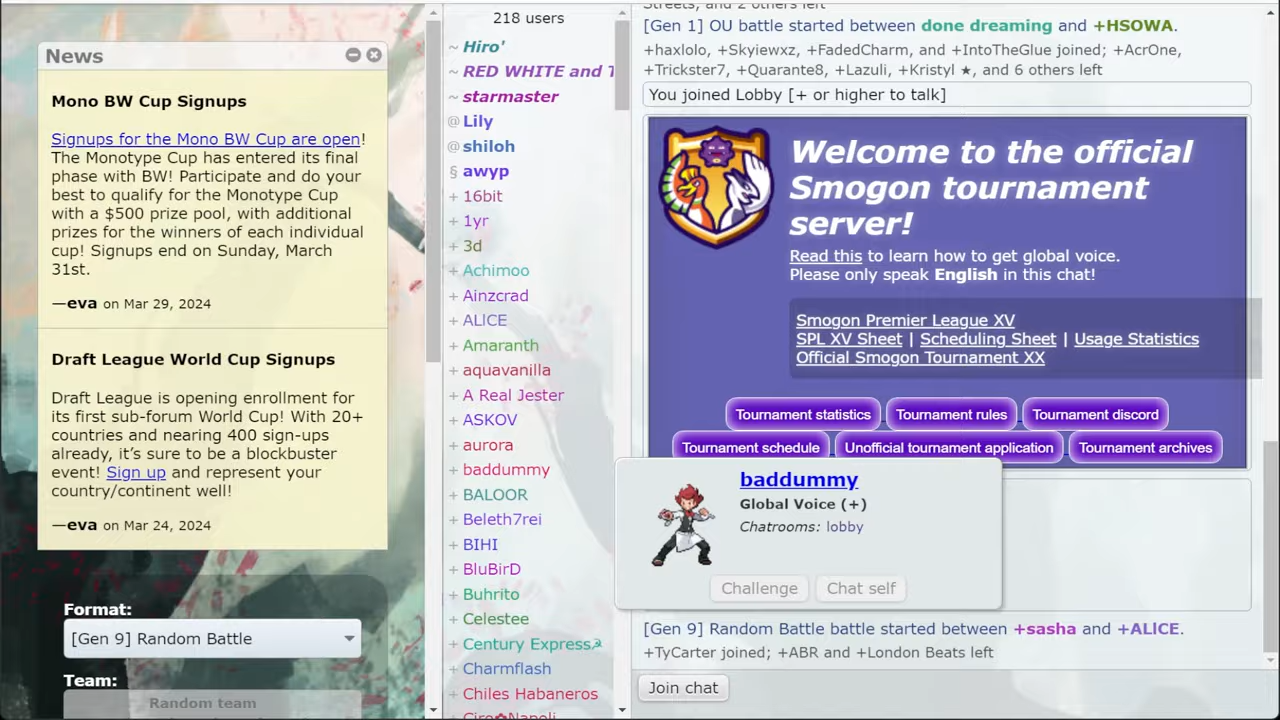 News
Mono BW Cup Signups
Signups for the Mono BW Cup are open!
The Monotype Cup has entered its final
phase with BW! Participate and do your
best to qualify for the Monotype Cup
with a $500 prize pool, with additional
prizes for the winners of each individual
cup! Signups end on Sunday, March
31st.
—eva on Mar 29, 2024
Draft League World Cup Signups
Draft League is opening enrollment for
its first sub-forum World Cup! With 20+
countries and nearing 400 sign-ups
already, it’s sure to be a blockbuster
event! Sign up and represent your
country/continent well!
—eva on Mar 24, 2024
Format:
[Gen 9] Random Battle
Team:
Random team
218 users
~ Hiro'
~ RED WHITE and
~ starmaster
@ Lily
@ shiloh
§ awyp
+ 16bit
+ 1yr
+ 3d
+ Achimoo
+ Ainzcrad
+ ALICE
+ Amaranth
+ aquavanilla
+ A Real Jester
+ ASKOV
+ aurora
+ baddummy
+ BALOOR
+ Beleth7rei
+ BIHI
+ BluBirD
+ Buhrito
+ Celestee
+ Century Express☭
+ Charmflash
+ Chiles Habaneros
+ Ciro✿Napoli
Streets, and 2 others left
[Gen 1] OU battle started between done dreaming and +HSOWA.
+haxlolo, +Skyiewxz, +FadedCharm, and +IntoTheGlue joined; +AcrOne,
+Trickster7, +Quarante8, +Lazuli, +Kristyl ★, and 6 others left
You joined Lobby [+ or higher to talk]
Welcome to the official
Smogon tournament
server!
Read this to learn how to get global voice.
Please only speak English in this chat!
Smogon Premier League XV
SPL XV Sheet | Scheduling Sheet | Usage Statistics
Official Smogon Tournament XX
Tournament statistics Tournament rules Tournament discord
Tournament schedule Unofficial tournament application Tournament archives
baddummy
Global Voice (+)
Chatrooms: lobby
Challenge Chat self
[Gen 9] Random Battle battle started between +sasha and +ALICE.
+TyCarter joined; +ABR and +London Beats left
Join chat